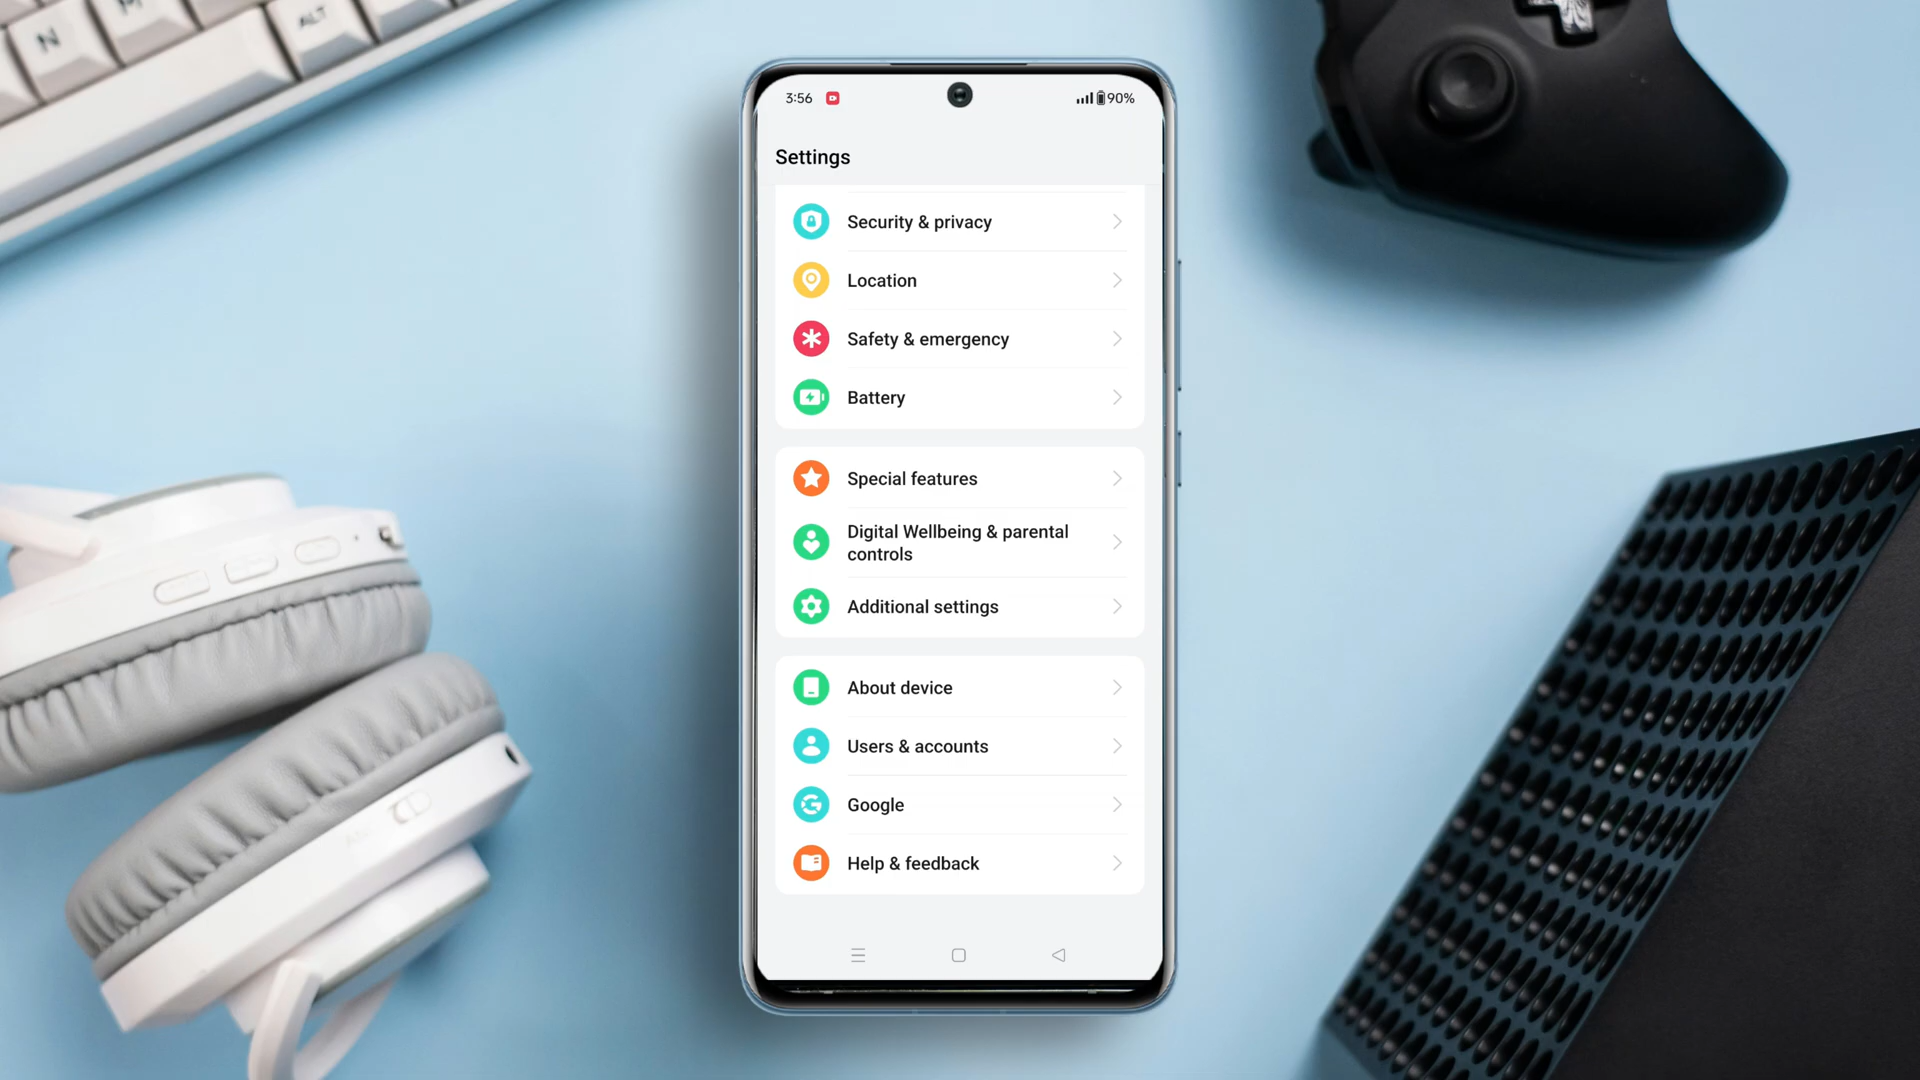 N
ALT
3:56
90%
Settings
Security & privacy
Location
Safety & emergency
Battery
Special features
Digital Wellbeing & parental
controls
Additional settings
About device
Users & accounts
Google
Help & feedback